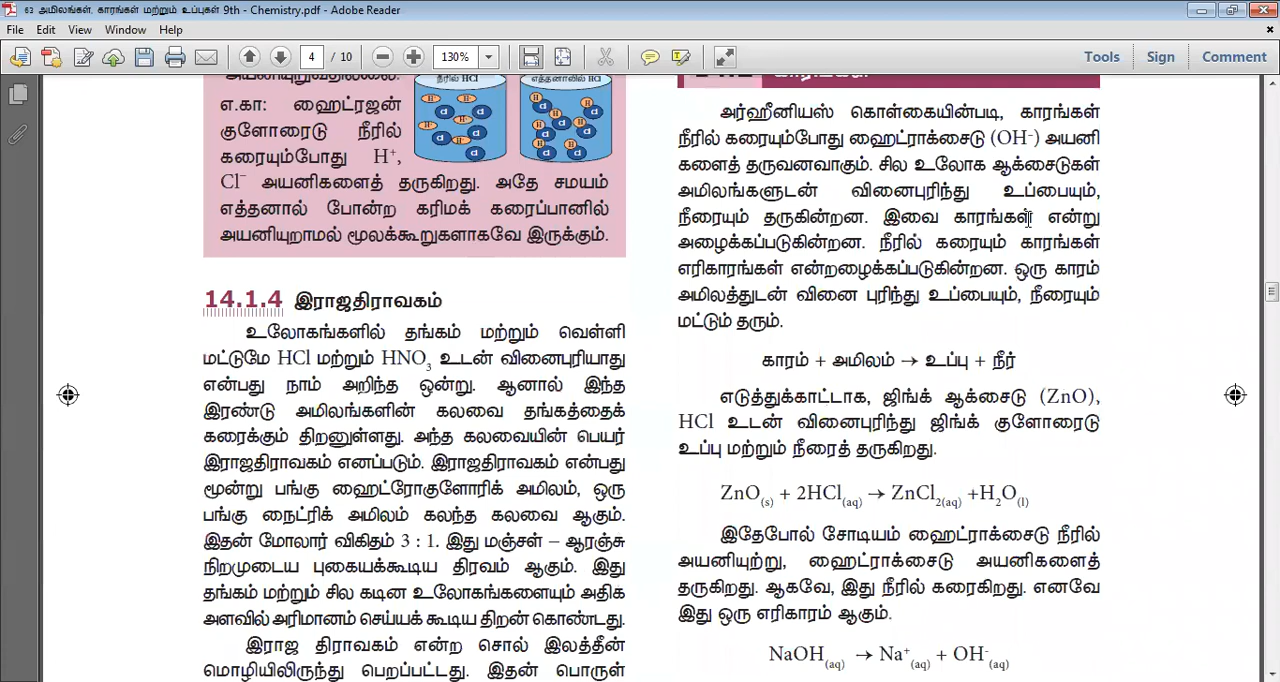 63 அமிலங்கள், காரங்கள் மற்றும் உப்புகள் 9th - Chemistry.pdf - Adobe Reader
File Edit View Window Help
4 / 10 130% Tools Sign Comment
நீரில் HCl எத்தனாலில் HCl
எ.கா: ஹைட்ரஜன்
குளோரைடு நீரில்
கரையும்போது H⁺,
Cl⁻ அயனிகளைத் தருகிறது. அதே சமயம்
எத்தனால் போன்ற கரிமக் கரைப்பானில்
அயனியுறாமல் மூலக்கூறுகளாகவே இருக்கும்.
14.1.4 இராஜதிராவகம்
உலோகங்களில் தங்கம் மற்றும் வெள்ளி
மட்டுமே HCl மற்றும் HNO₃ உடன் வினைபுரியாது
என்பது நாம் அறிந்த ஒன்று. ஆனால் இந்த
இரண்டு அமிலங்களின் கலவை தங்கத்தைக்
கரைக்கும் திறனுள்ளது. அந்த கலவையின் பெயர்
இராஜதிராவகம் எனப்படும். இராஜதிராவகம் என்பது
மூன்று பங்கு ஹைட்ரோகுளோரிக் அமிலம், ஒரு
பங்கு நைட்ரிக் அமிலம் கலந்த கலவை ஆகும்.
இதன் மோலார் விகிதம் 3 : 1. இது மஞ்சள் – ஆரஞ்சு
நிறமுடைய புகையக்கூடிய திரவம் ஆகும். இது
தங்கம் மற்றும் சில கடின உலோகங்களையும் அதிக
அளவில் அரிமானம் செய்யக் கூடிய திறன் கொண்டது.
இராஜ திராவகம் என்ற சொல் இலத்தீன்
மொழியிலிருந்து பெறப்பட்டது. இதன் பொருள்
அர்ஹீனியஸ் கொள்கையின்படி, காரங்கள்
நீரில் கரையும்போது ஹைட்ராக்சைடு (OH⁻) அயனி
களைத் தருவனவாகும். சில உலோக ஆக்சைடுகள்
அமிலங்களுடன் வினைபுரிந்து உப்பையும்,
நீரையும் தருகின்றன. இவை காரங்கள் என்று
அழைக்கப்படுகின்றன. நீரில் கரையும் காரங்கள்
எரிகாரங்கள் என்றழைக்கப்படுகின்றன. ஒரு காரம்
அமிலத்துடன் வினை புரிந்து உப்பையும், நீரையும்
மட்டும் தரும்.
காரம் + அமிலம் → உப்பு + நீர்
எடுத்துக்காட்டாக, ஜிங்க் ஆக்சைடு (ZnO),
HCl உடன் வினைபுரிந்து ஜிங்க் குளோரைடு
உப்பு மற்றும் நீரைத் தருகிறது.
ZnO(s) + 2HCl(aq) → ZnCl₂(aq) +H₂O(l)
இதேபோல் சோடியம் ஹைட்ராக்சைடு நீரில்
அயனியுற்று, ஹைட்ராக்சைடு அயனிகளைத்
தருகிறது. ஆகவே, இது நீரில் கரைகிறது. எனவே
இது ஒரு எரிகாரம் ஆகும்.
NaOH(aq) → Na⁺(aq) + OH⁻(aq)